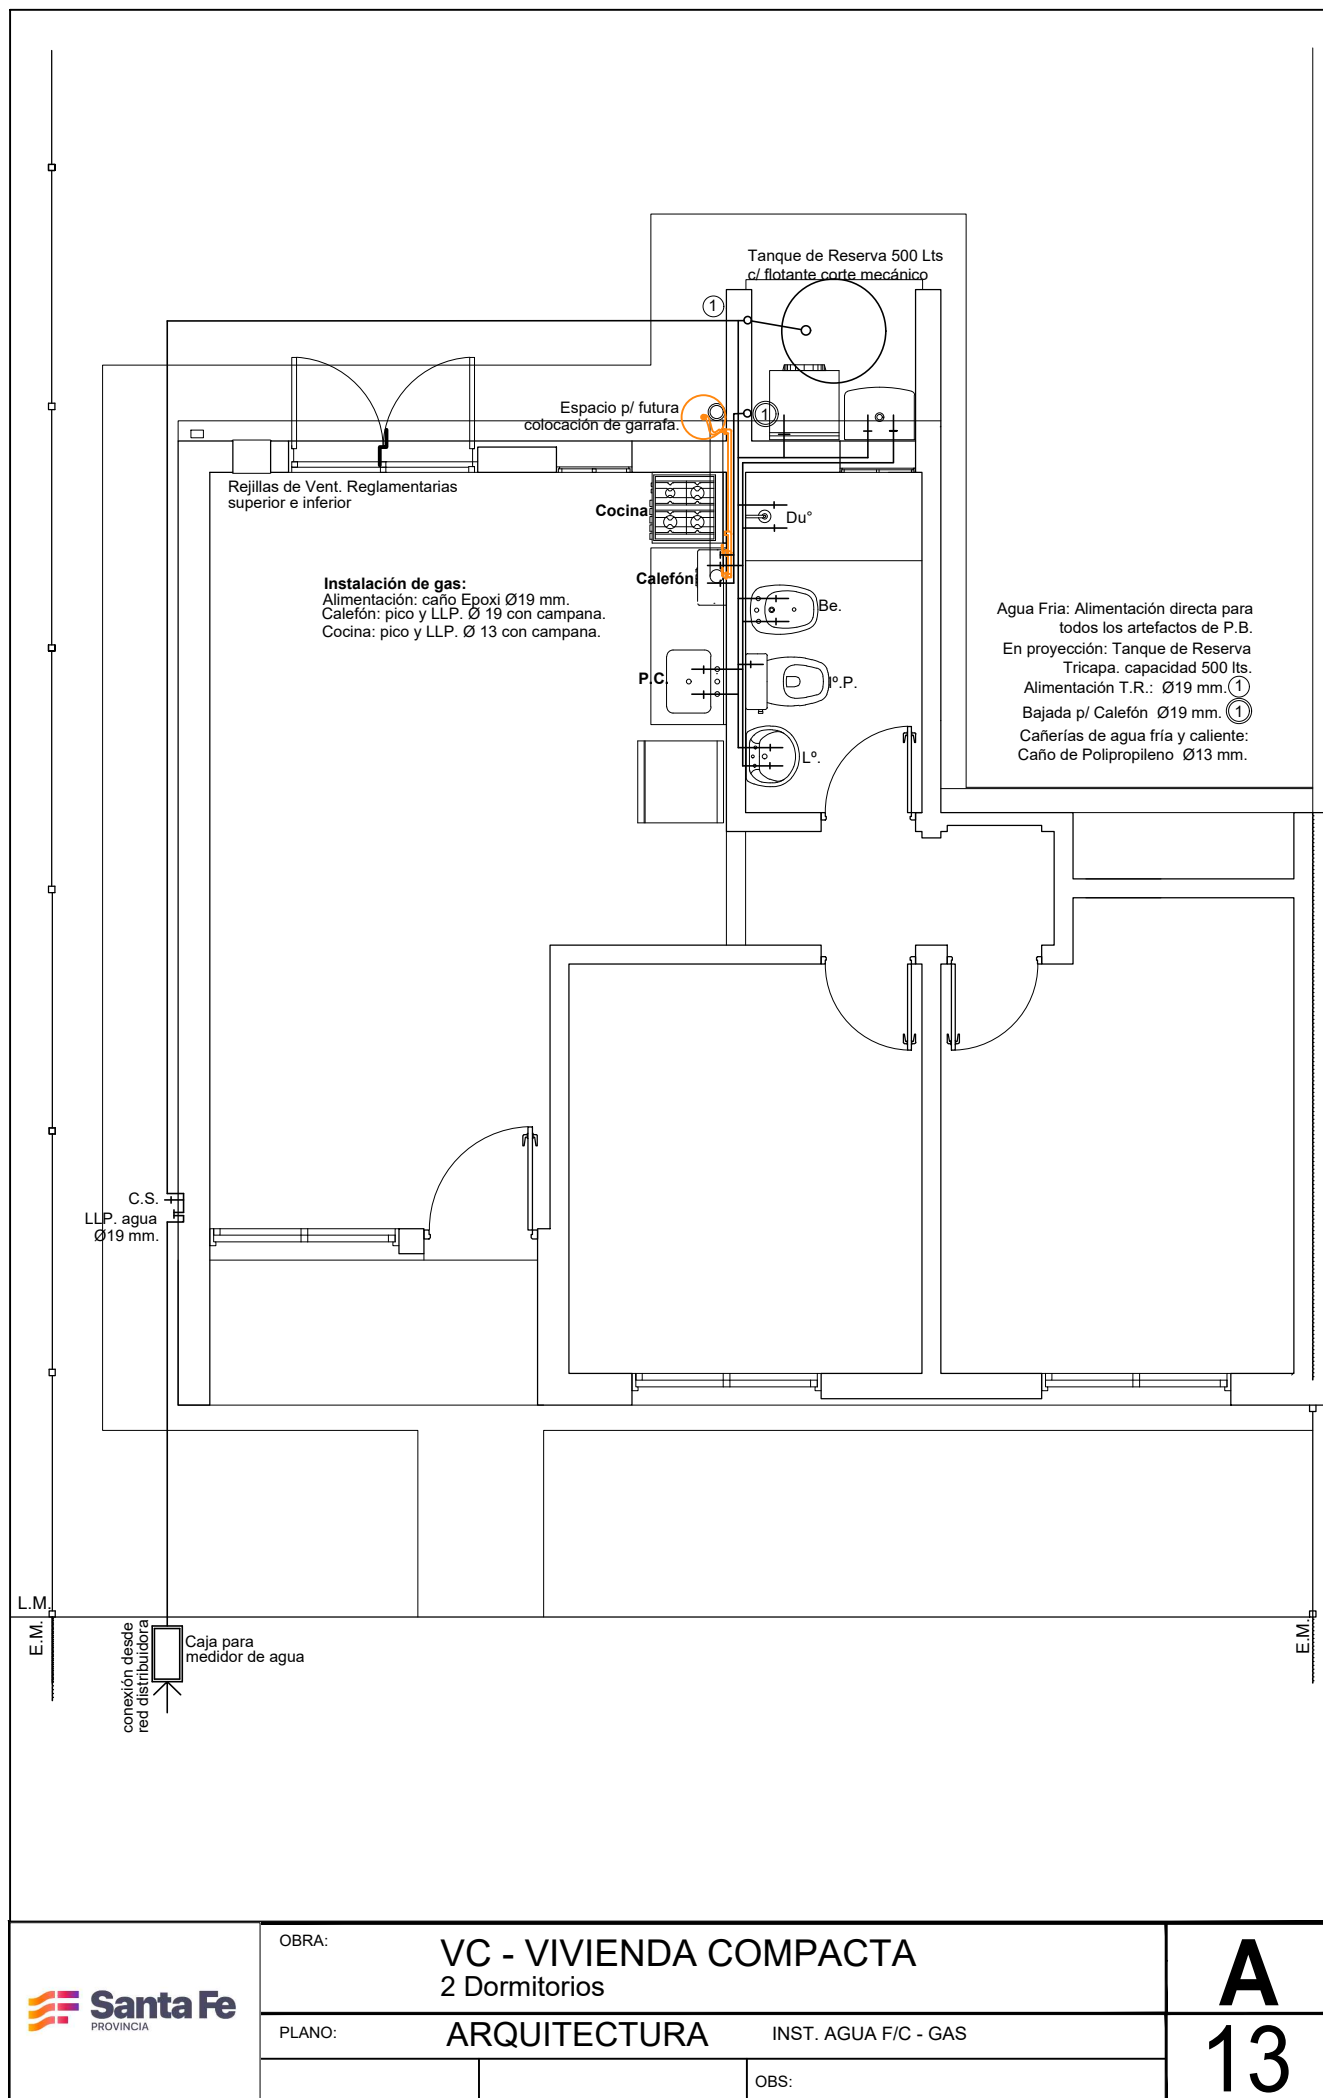 Tanque de Reserva 500 Lts
c/ flotante corte mecánico
1
Espacio p/ futura
colocación de garrafa.
1
Rejillas de Vent. Reglamentarias
superior e inferior
Cocina
Du°
Instalación de gas:
Alimentación: caño Epoxi Ø19 mm.
Calefón: pico y LLP. Ø 19 con campana.
Cocina: pico y LLP. Ø 13 con campana.
Calefón
Be.
P.C.
Iº.P.
Lº.
Agua Fria: Alimentación directa para
todos los artefactos de P.B.
En proyección: Tanque de Reserva
Tricapa. capacidad 500 lts.
Alimentación T.R.: Ø19 mm. 1
Bajada p/ Calefón Ø19 mm. 1
Cañerías de agua fría y caliente:
Caño de Polipropileno Ø13 mm.
C.S.
LLP. agua
Ø19 mm.
L.M.
E.M.
conexión desde
red distribuidora
Caja para
medidor de agua
E.M.
Santa Fe
PROVINCIA
OBRA:
VC - VIVIENDA COMPACTA
2 Dormitorios
A
PLANO:
ARQUITECTURA
INST. AGUA F/C - GAS
13
OBS: